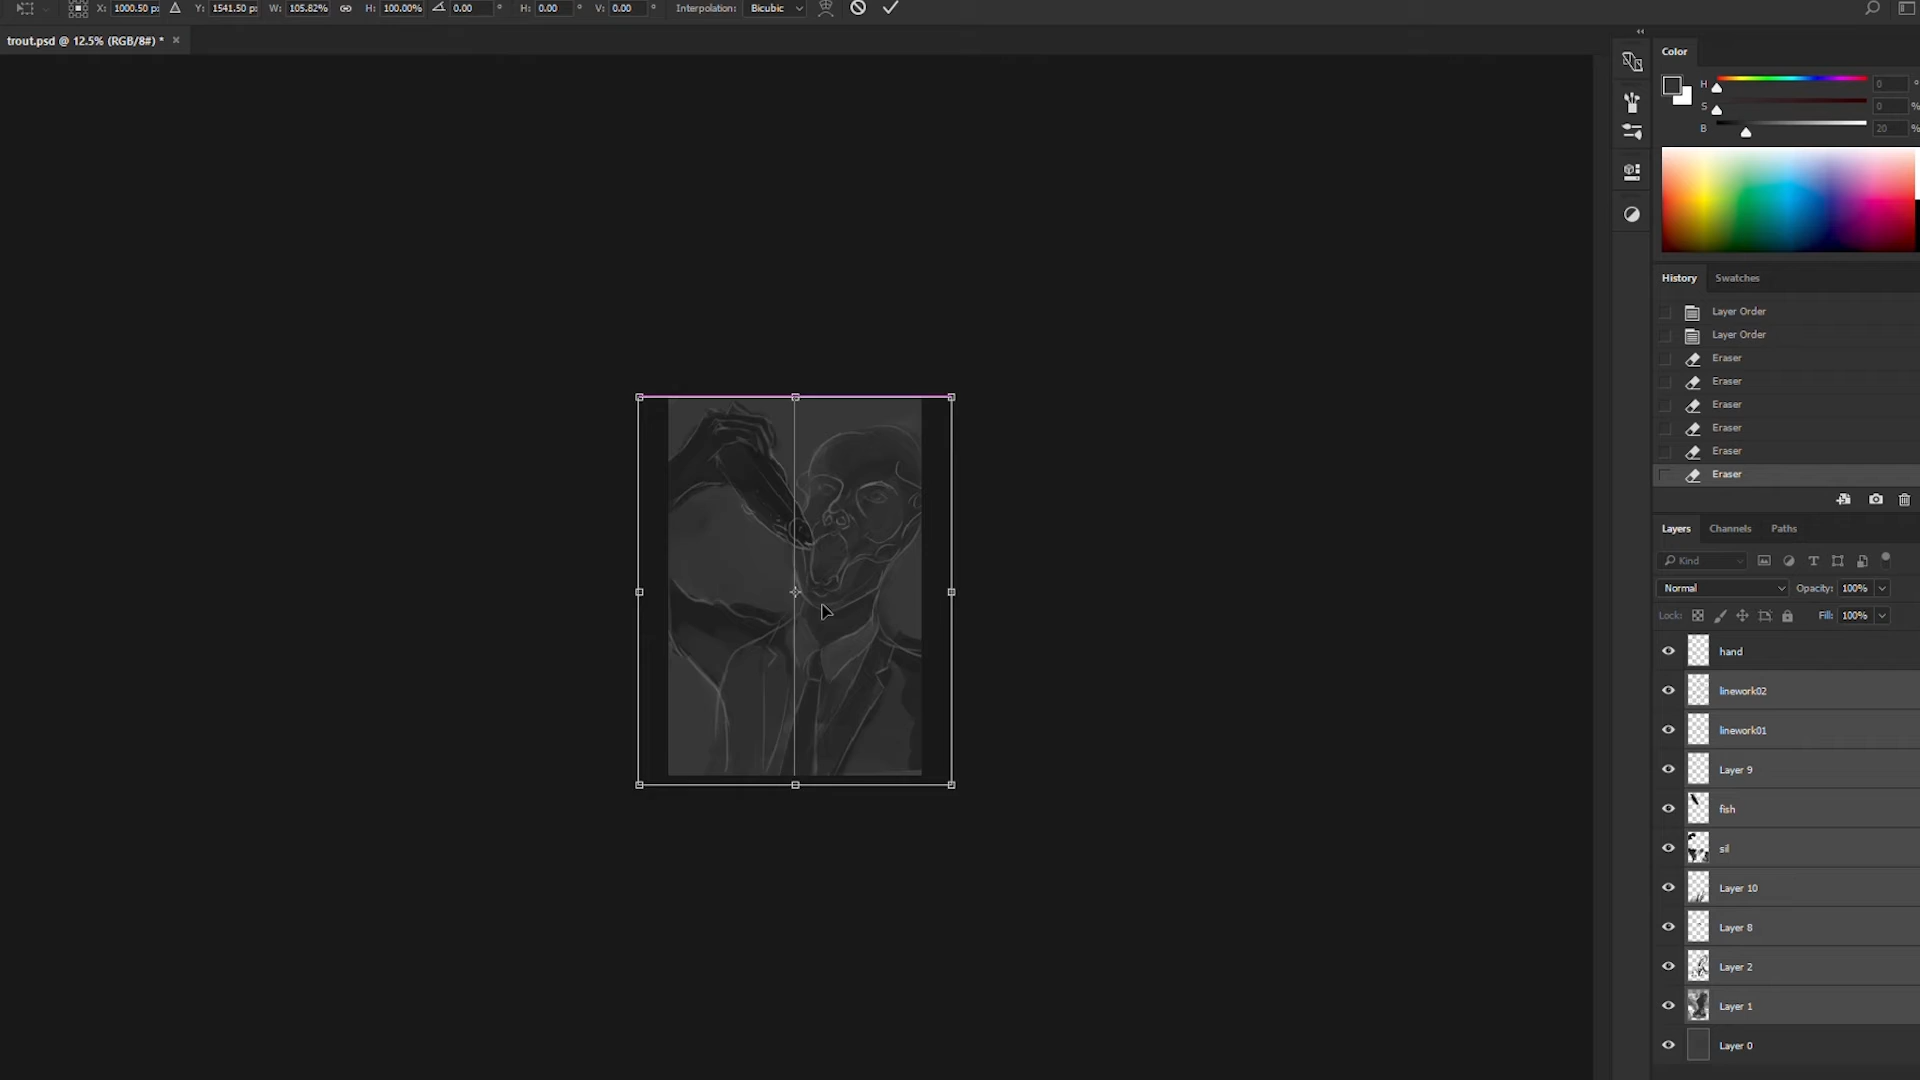 X: 1000.50 px Y: 1541.50 px W: 105.82% H: 100.00% 0.00 ° H: 0.00 ° V: 0.00 ° Interpolation: Bicubic
trout.psd @ 12.5% (RGB/8#) * ×
Color
H 0 °
S 0 %
B 20 %
History Swatches
Layer Order
Layer Order
Eraser
Eraser
Eraser
Eraser
Eraser
Eraser
Layers Channels Paths
Kind
Normal Opacity: 100%
Lock: Fill: 100%
hand
linework02
linework01
Layer 9
fish
sil
Layer 10
Layer 8
Layer 2
Layer 1
Layer 0